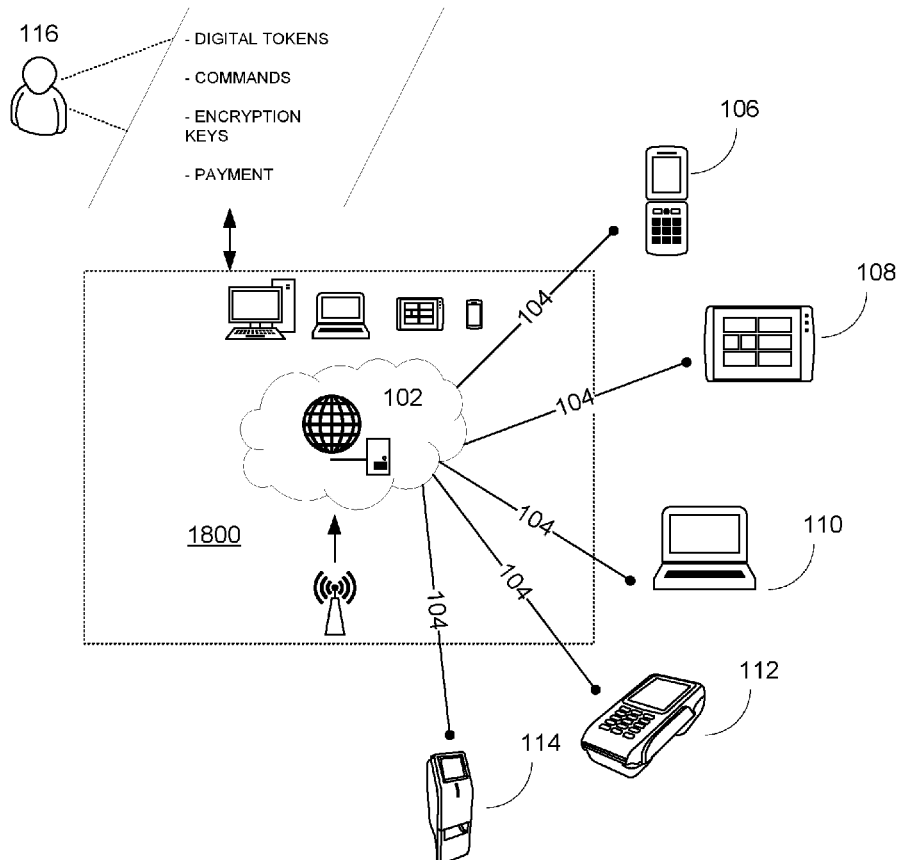 116
- DIGITAL TOKENS
- COMMANDS
- ENCRYPTION
KEYS
- PAYMENT
106
108
104
102
104
1800
104
110
104
104
112
114